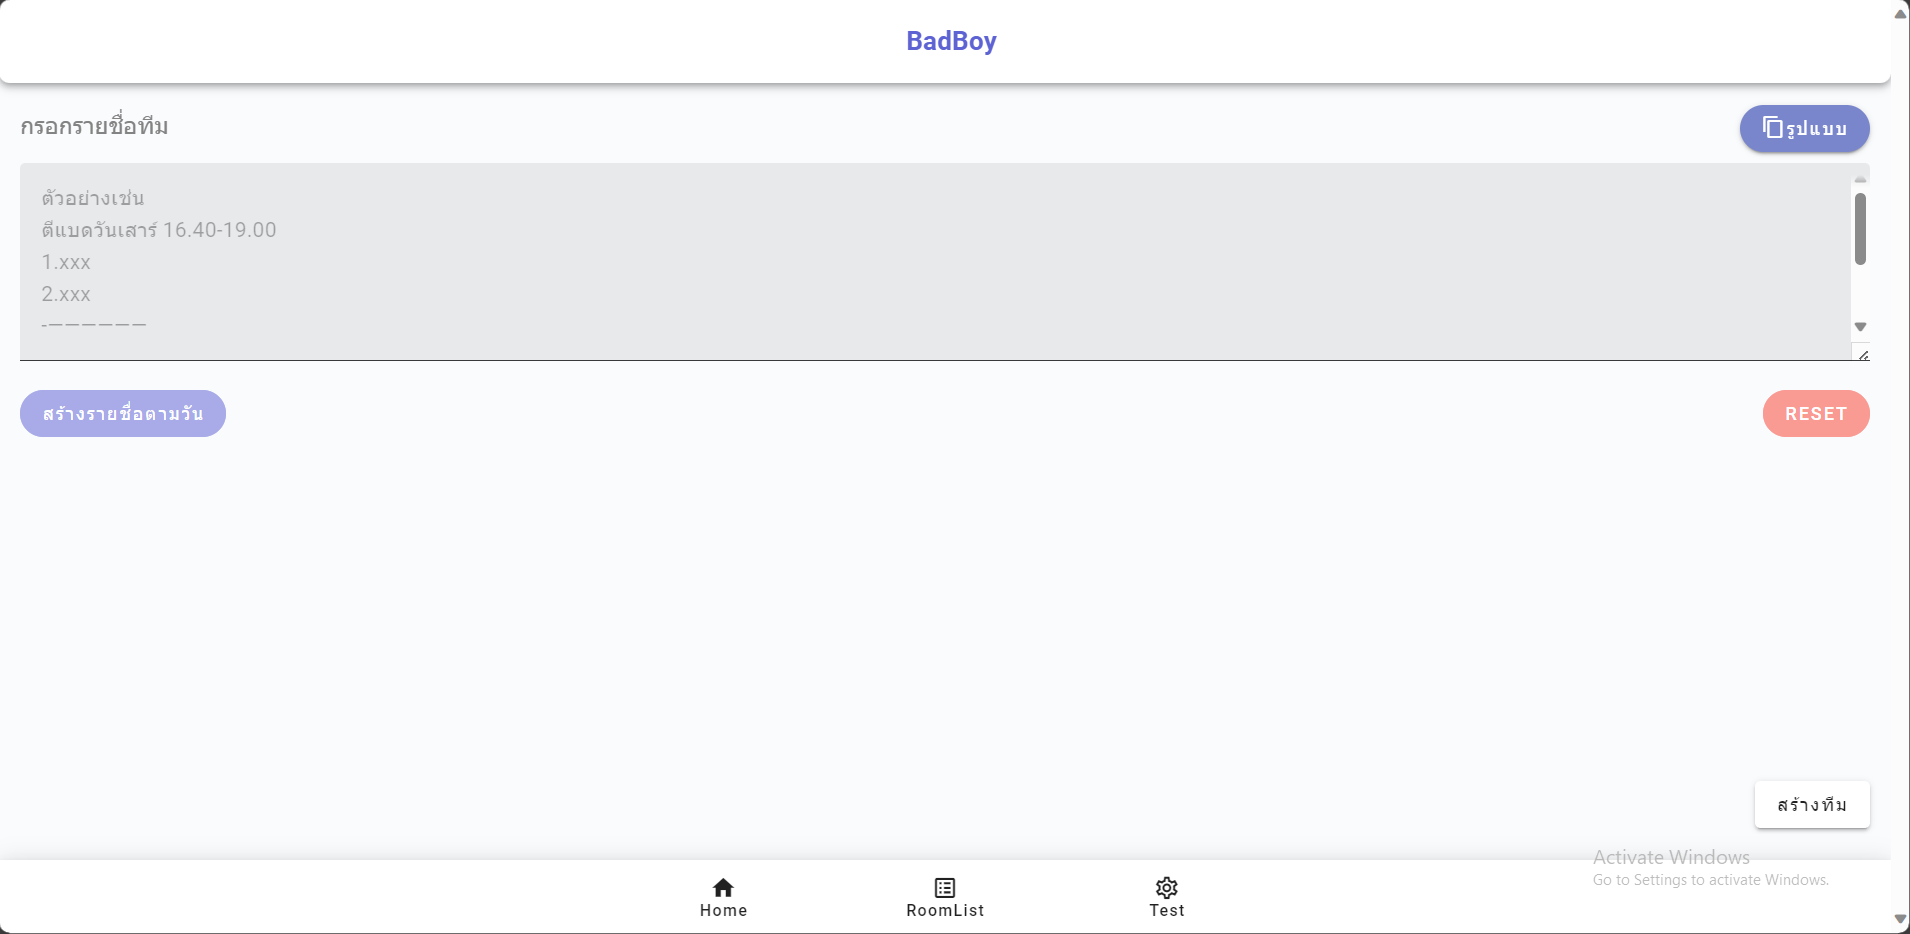 BadBoy
กรอกรายชื่อทีม
รูปแบบ
ตัวอย่างเช่น
ตีแบดวันเสาร์ 16.40-19.00
1.xxx
2.xxx
-——————
สร้างรายชื่อตามวัน
RESET
สร้างทีม
Activate Windows
Go to Settings to activate Windows.
Home
RoomList
Test